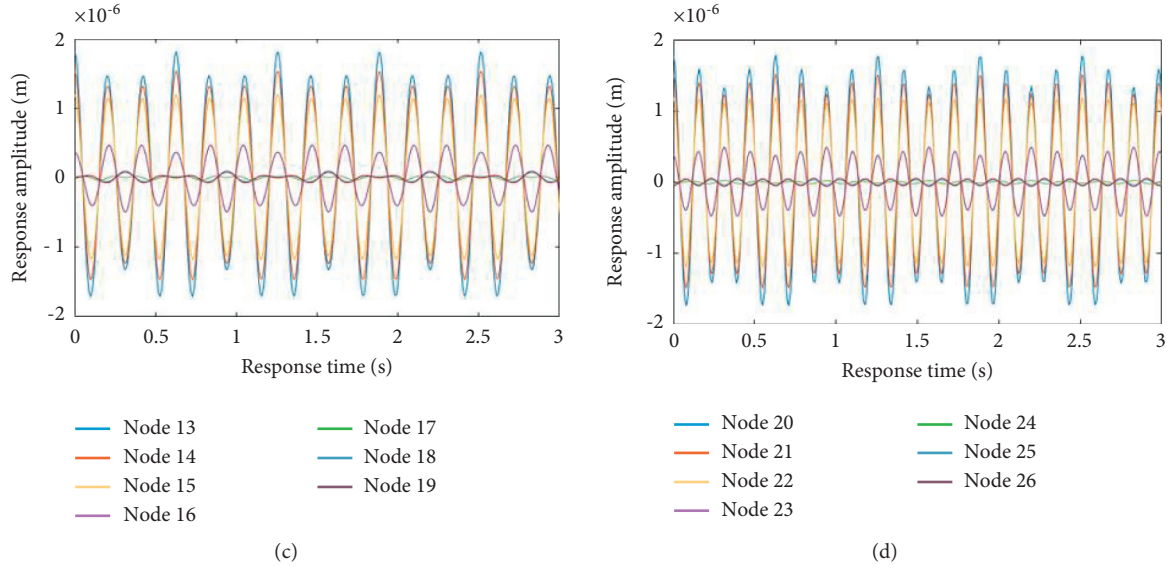 ×10-6
2
1
0
-1
-2
Response amplitude (m)
0 0.5 1 1.5 2 2.5 3
Response time (s)
Node 13
Node 14
Node 15
Node 16
Node 17
Node 18
Node 19
(c)
×10-6
2
1
0
-1
-2
Response amplitude (m)
0 0.5 1 1.5 2 2.5 3
Response time (s)
Node 20
Node 21
Node 22
Node 23
Node 24
Node 25
Node 26
(d)